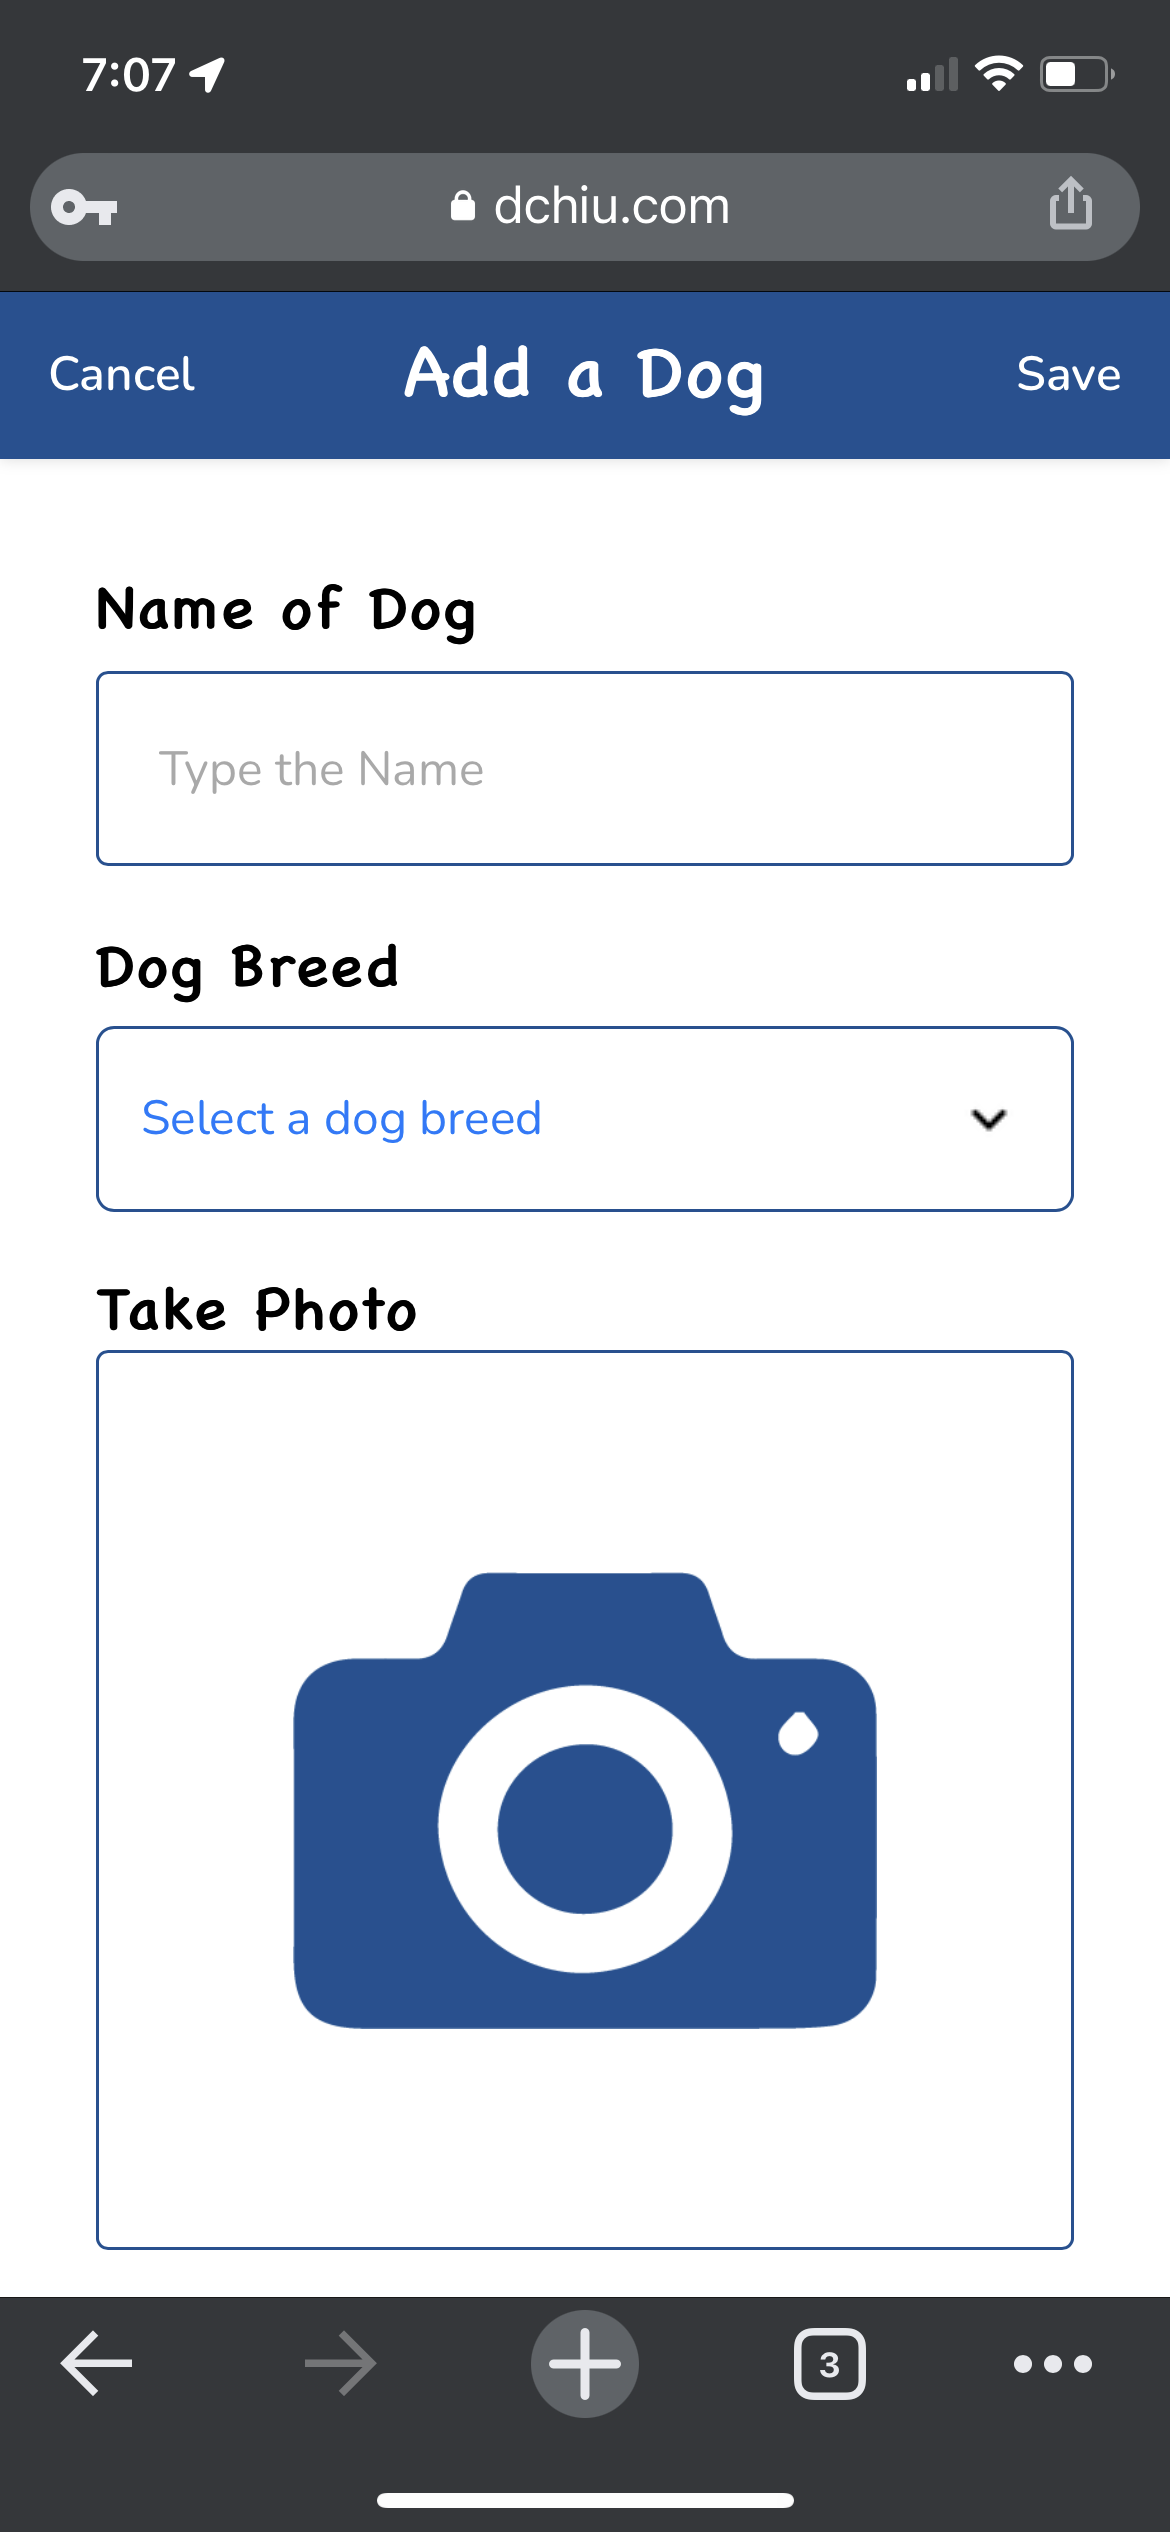 7:07
dchiu.com
Cancel Add a Dog Save
Name of Dog
Type the Name
Dog Breed
Select a dog breed
Take Photo
3